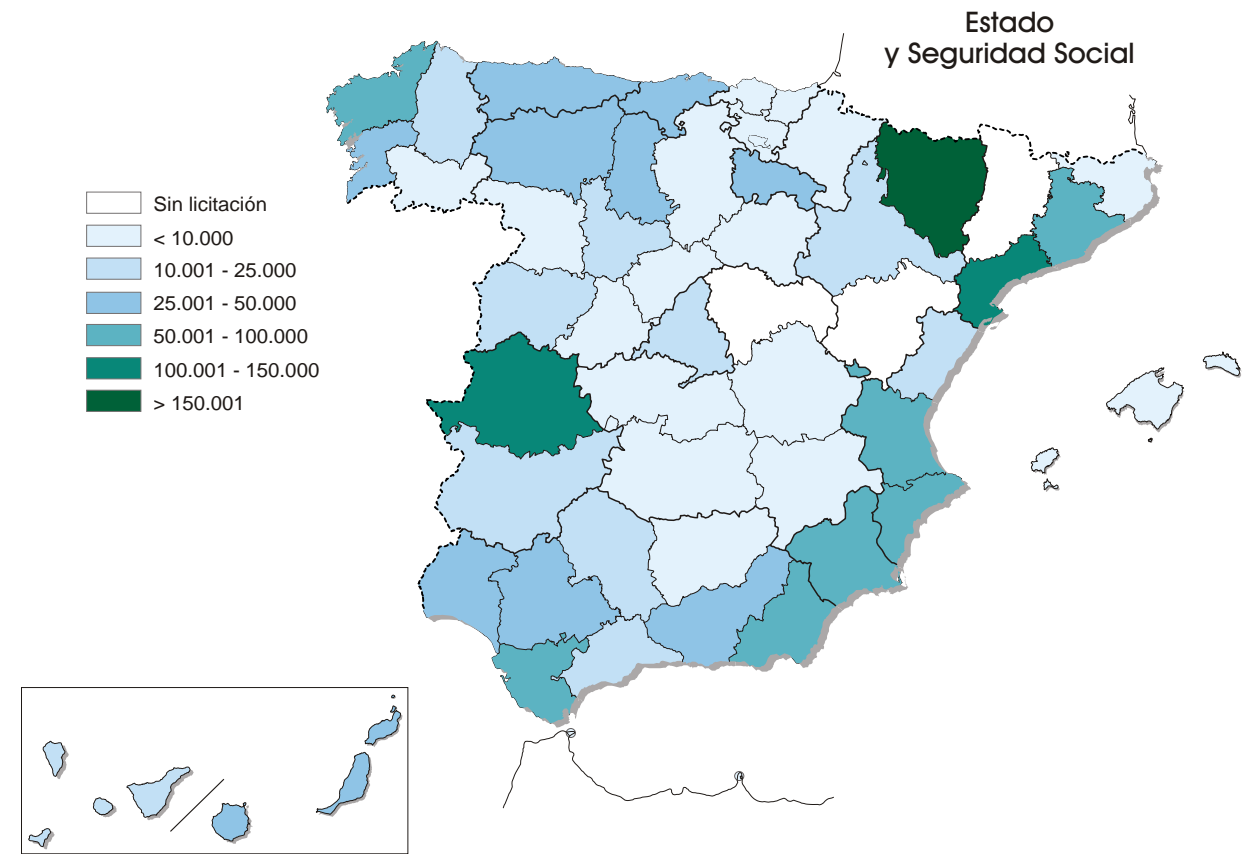 Estado
y Seguridad Social
Sin licitación
< 10.000
10.001 - 25.000
25.001 - 50.000
50.001 - 100.000
100.001 - 150.000
> 150.001